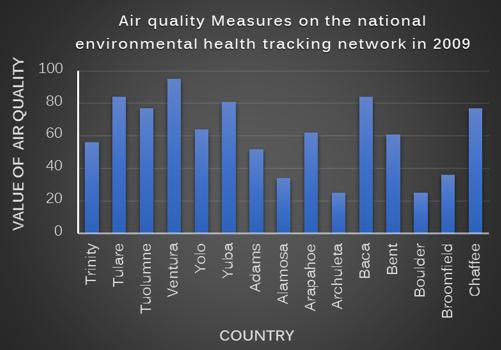 Air quality Measures on the national
environmental health tracking network in 2009
VALUE OF AIR QUALITY
100
80
60
40
20
0
Trinity
Tulare
Tuolumne
Ventura
Yolo
Yuba
Adams
Alamosa
Arapahoe
Archuleta
Baca
Bent
Boulder
Broomfield
Chaffee
COUNTRY